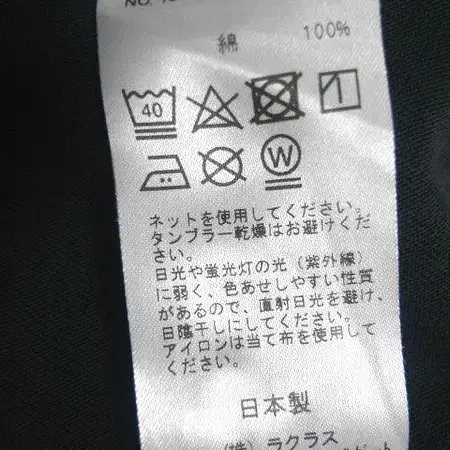 綿 100%
40
W
ネットを使用してください。
タンブラー乾燥はお避けくだ
さい。
日光や蛍光灯の光（紫外線）
に弱く、色あせしやすい性質
があるので、直射日光を避け、
日陰干しにしてください。
アイロンは当て布を使用して
ください。
日本製
（株）ラクラス